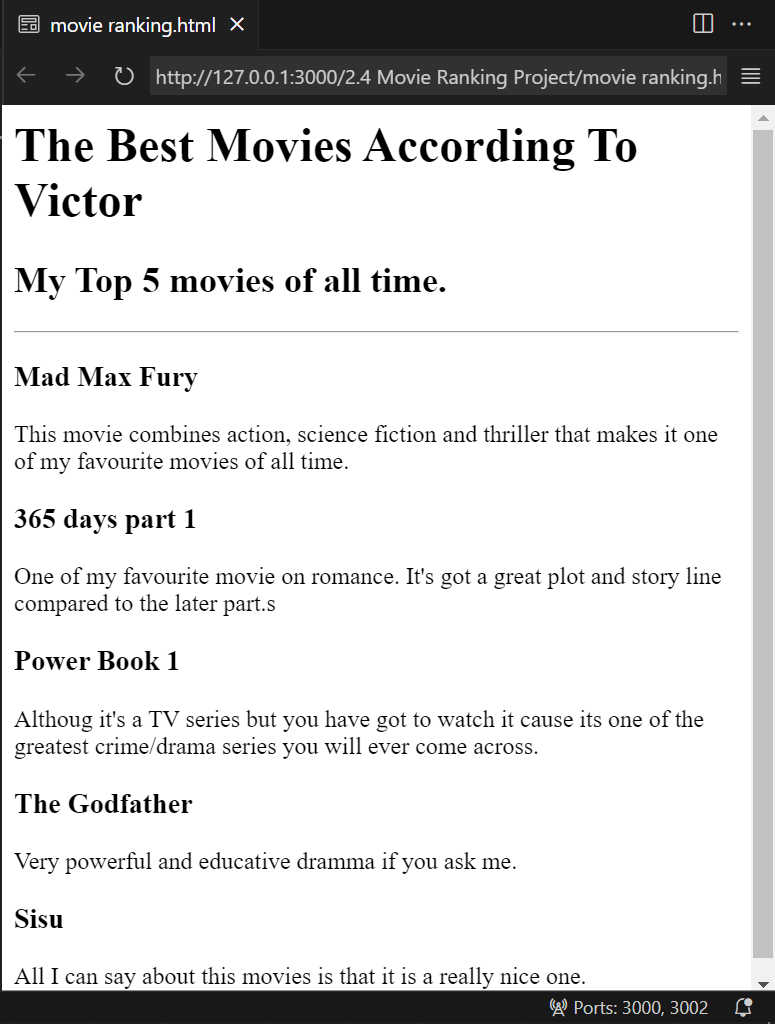 movie ranking.html
http://127.0.0.1:3000/2.4 Movie Ranking Project/movie ranking.h
The Best Movies According To
Victor
My Top 5 movies of all time.
Mad Max Fury
This movie combines action, science fiction and thriller that makes it one
of my favourite movies of all time.
365 days part 1
One of my favourite movie on romance. It's got a great plot and story line
compared to the later part.s
Power Book 1
Althoug it's a TV series but you have got to watch it cause its one of the
greatest crime/drama series you will ever come across.
The Godfather
Very powerful and educative dramma if you ask me.
Sisu
All I can say about this movies is that it is a really nice one.
Ports: 3000, 3002